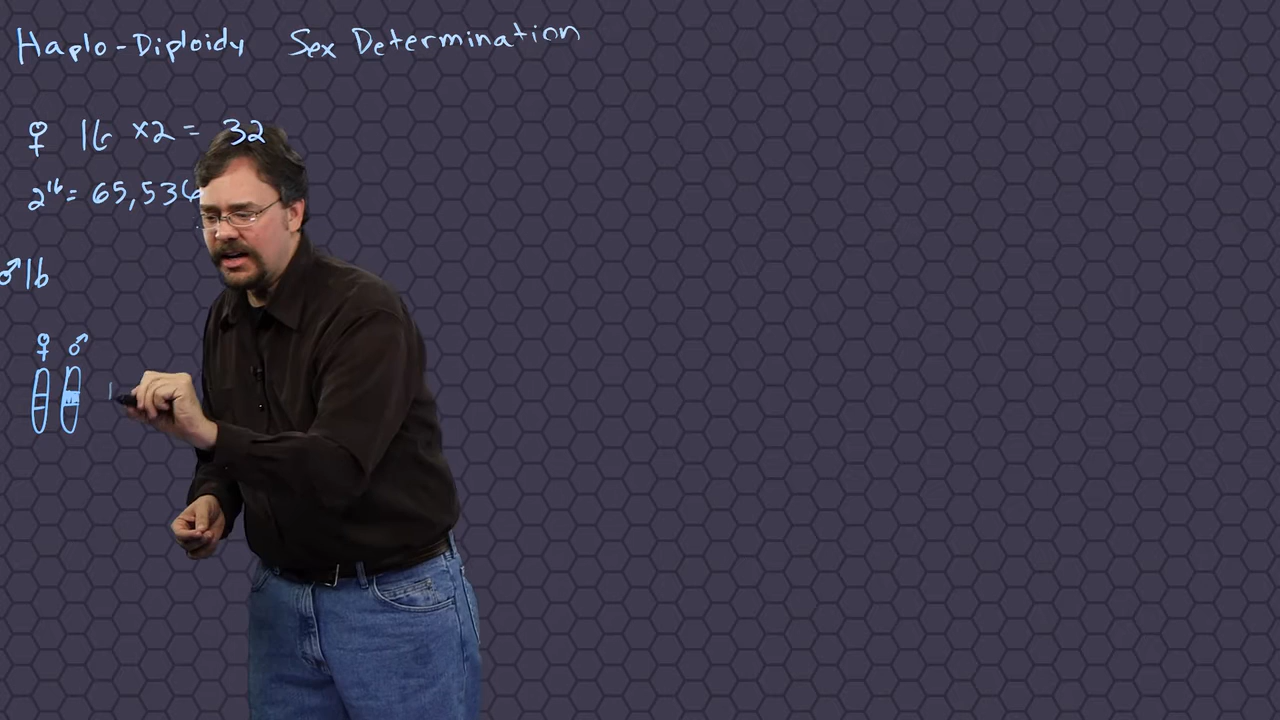 Haplo-Diploidy Sex Determination
♀ 16 ×2 = 32
2¹⁶ = 65,536
♂ 16
♀ ♂